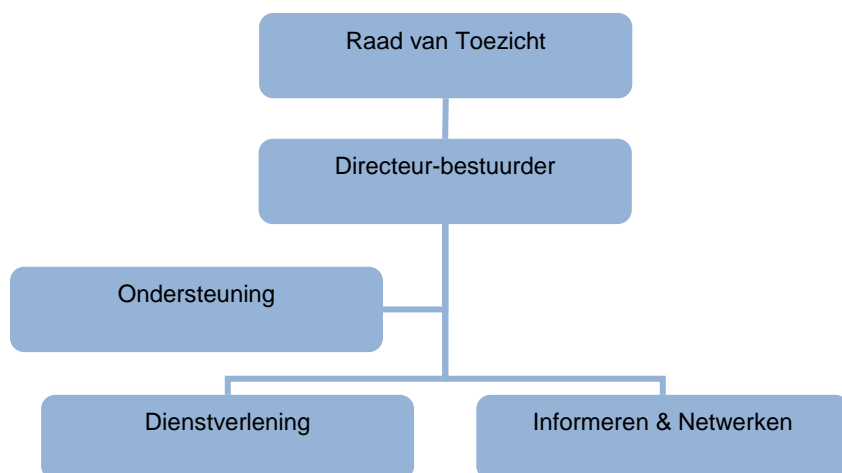 Raad van Toezicht
Directeur-bestuurder
Ondersteuning
Dienstverlening
Informeren & Netwerken